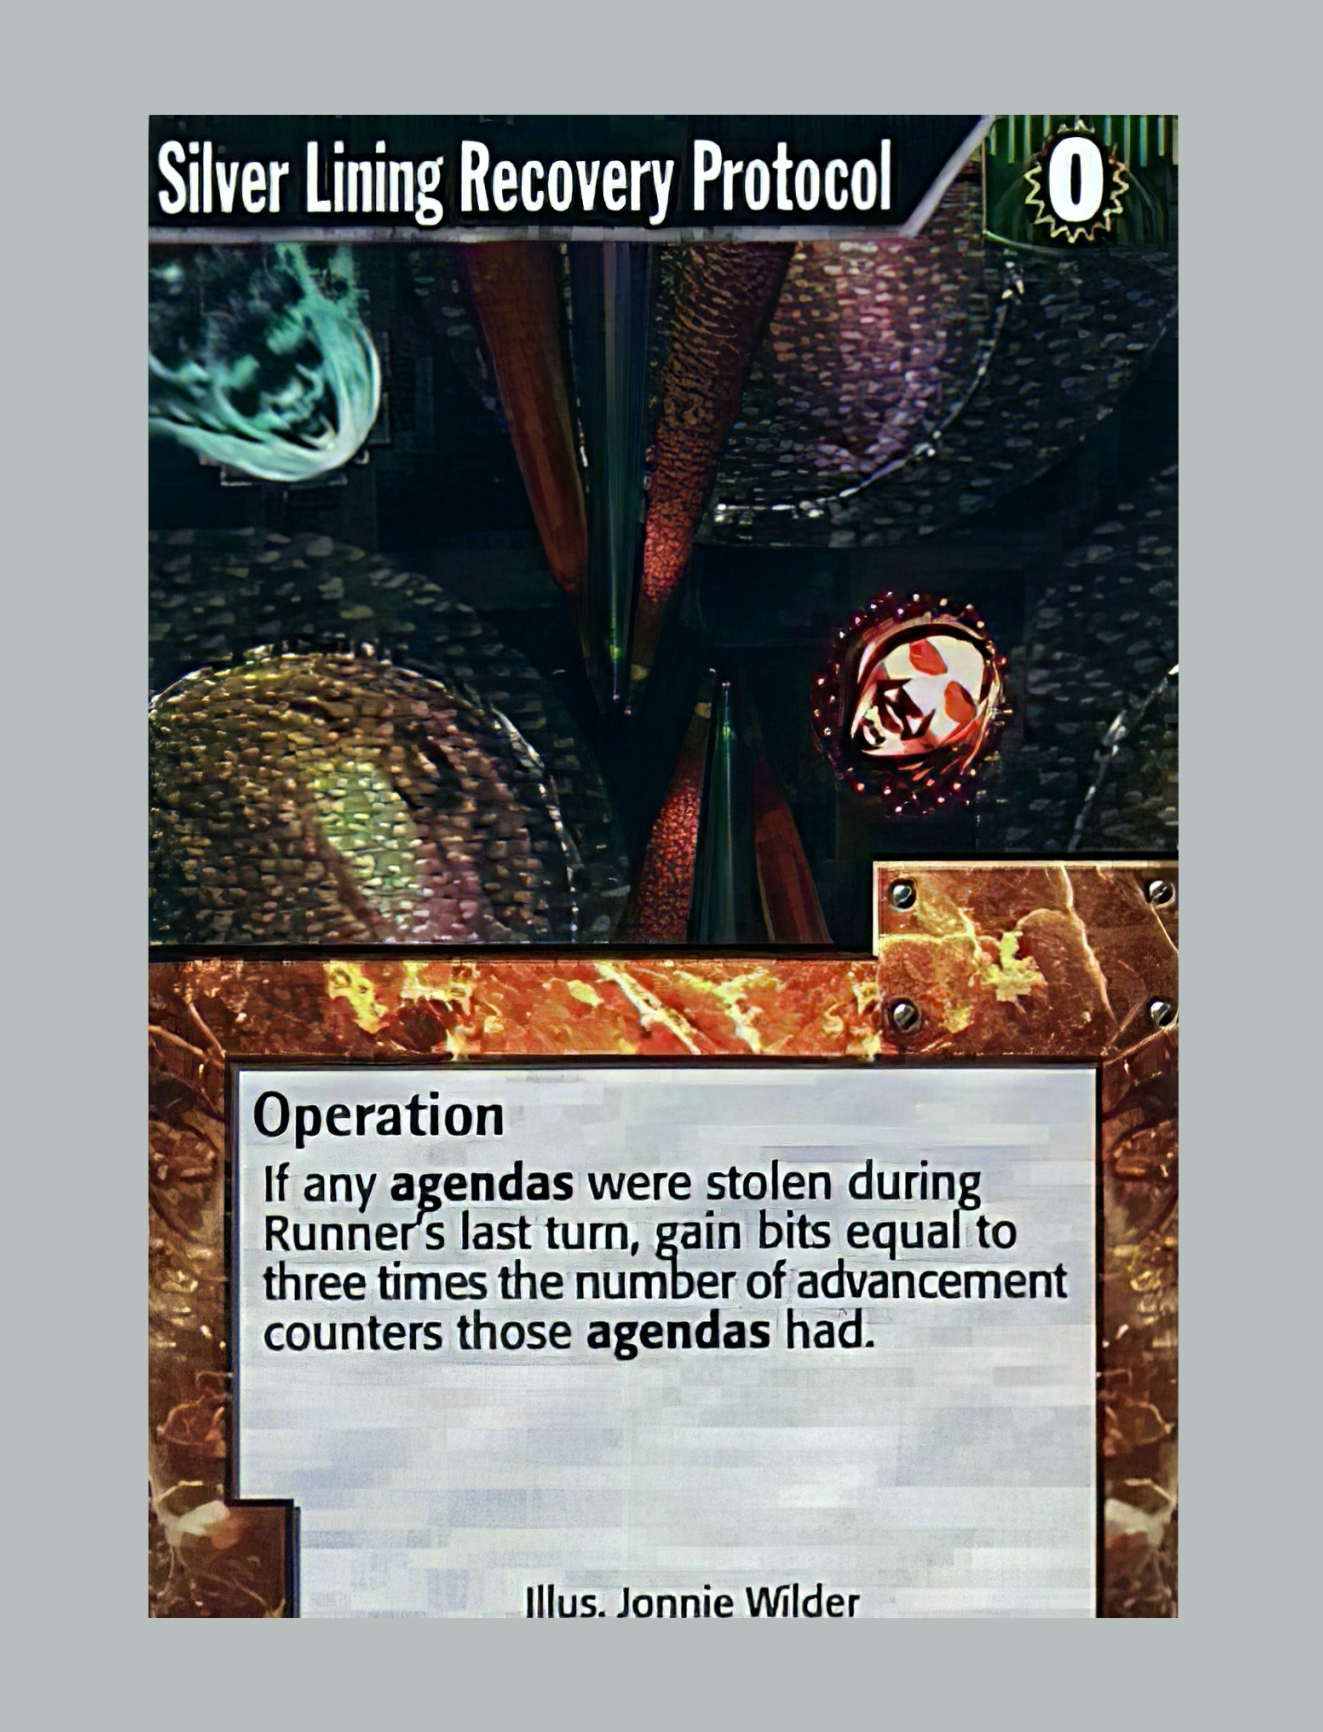 Silver Lining Recovery Protocol
0
Operation
If any agendas were stolen during
Runner's last turn, gain bits equal to
three times the number of advancement
counters those agendas had.
Illus. Jonnie Wilder